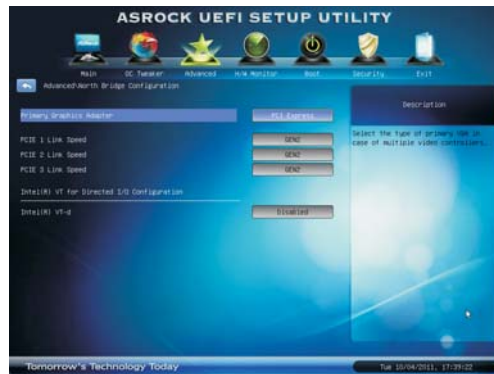 ASROCK UEFI SETUP UTILITY
Main OC Tweaker Advanced H/W Monitor Boot Security Exit
Advanced\North Bridge Configuration
Description
Primary Graphics Adapter PCI Express
Select the type of primary VGA in
case of multiple video controllers.
PCIE 1 Link Speed GEN2
PCIE 2 Link Speed GEN2
PCIE 3 Link Speed GEN2
Intel(R) VT for Directed I/O Configuration
Intel(R) VT-d Disabled
Tomorrow's Technology Today Tue 10/04/2011, 17:39:22